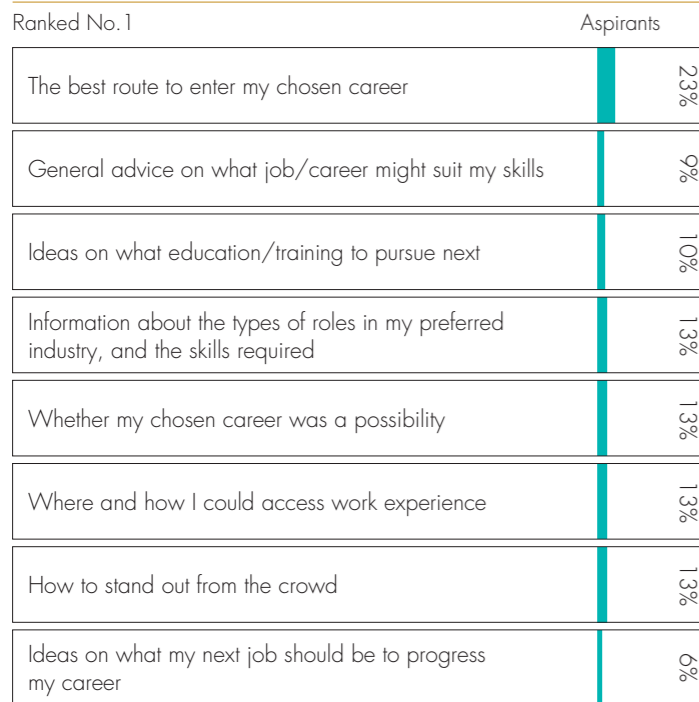 Ranked No.1 Aspirants
The best route to enter my chosen career 23%
General advice on what job/career might suit my skills 9%
Ideas on what education/training to pursue next 10%
Information about the types of roles in my preferred
industry, and the skills required 13%
Whether my chosen career was a possibility 13%
Where and how I could access work experience 13%
How to stand out from the crowd 13%
Ideas on what my next job should be to progress
my career 6%